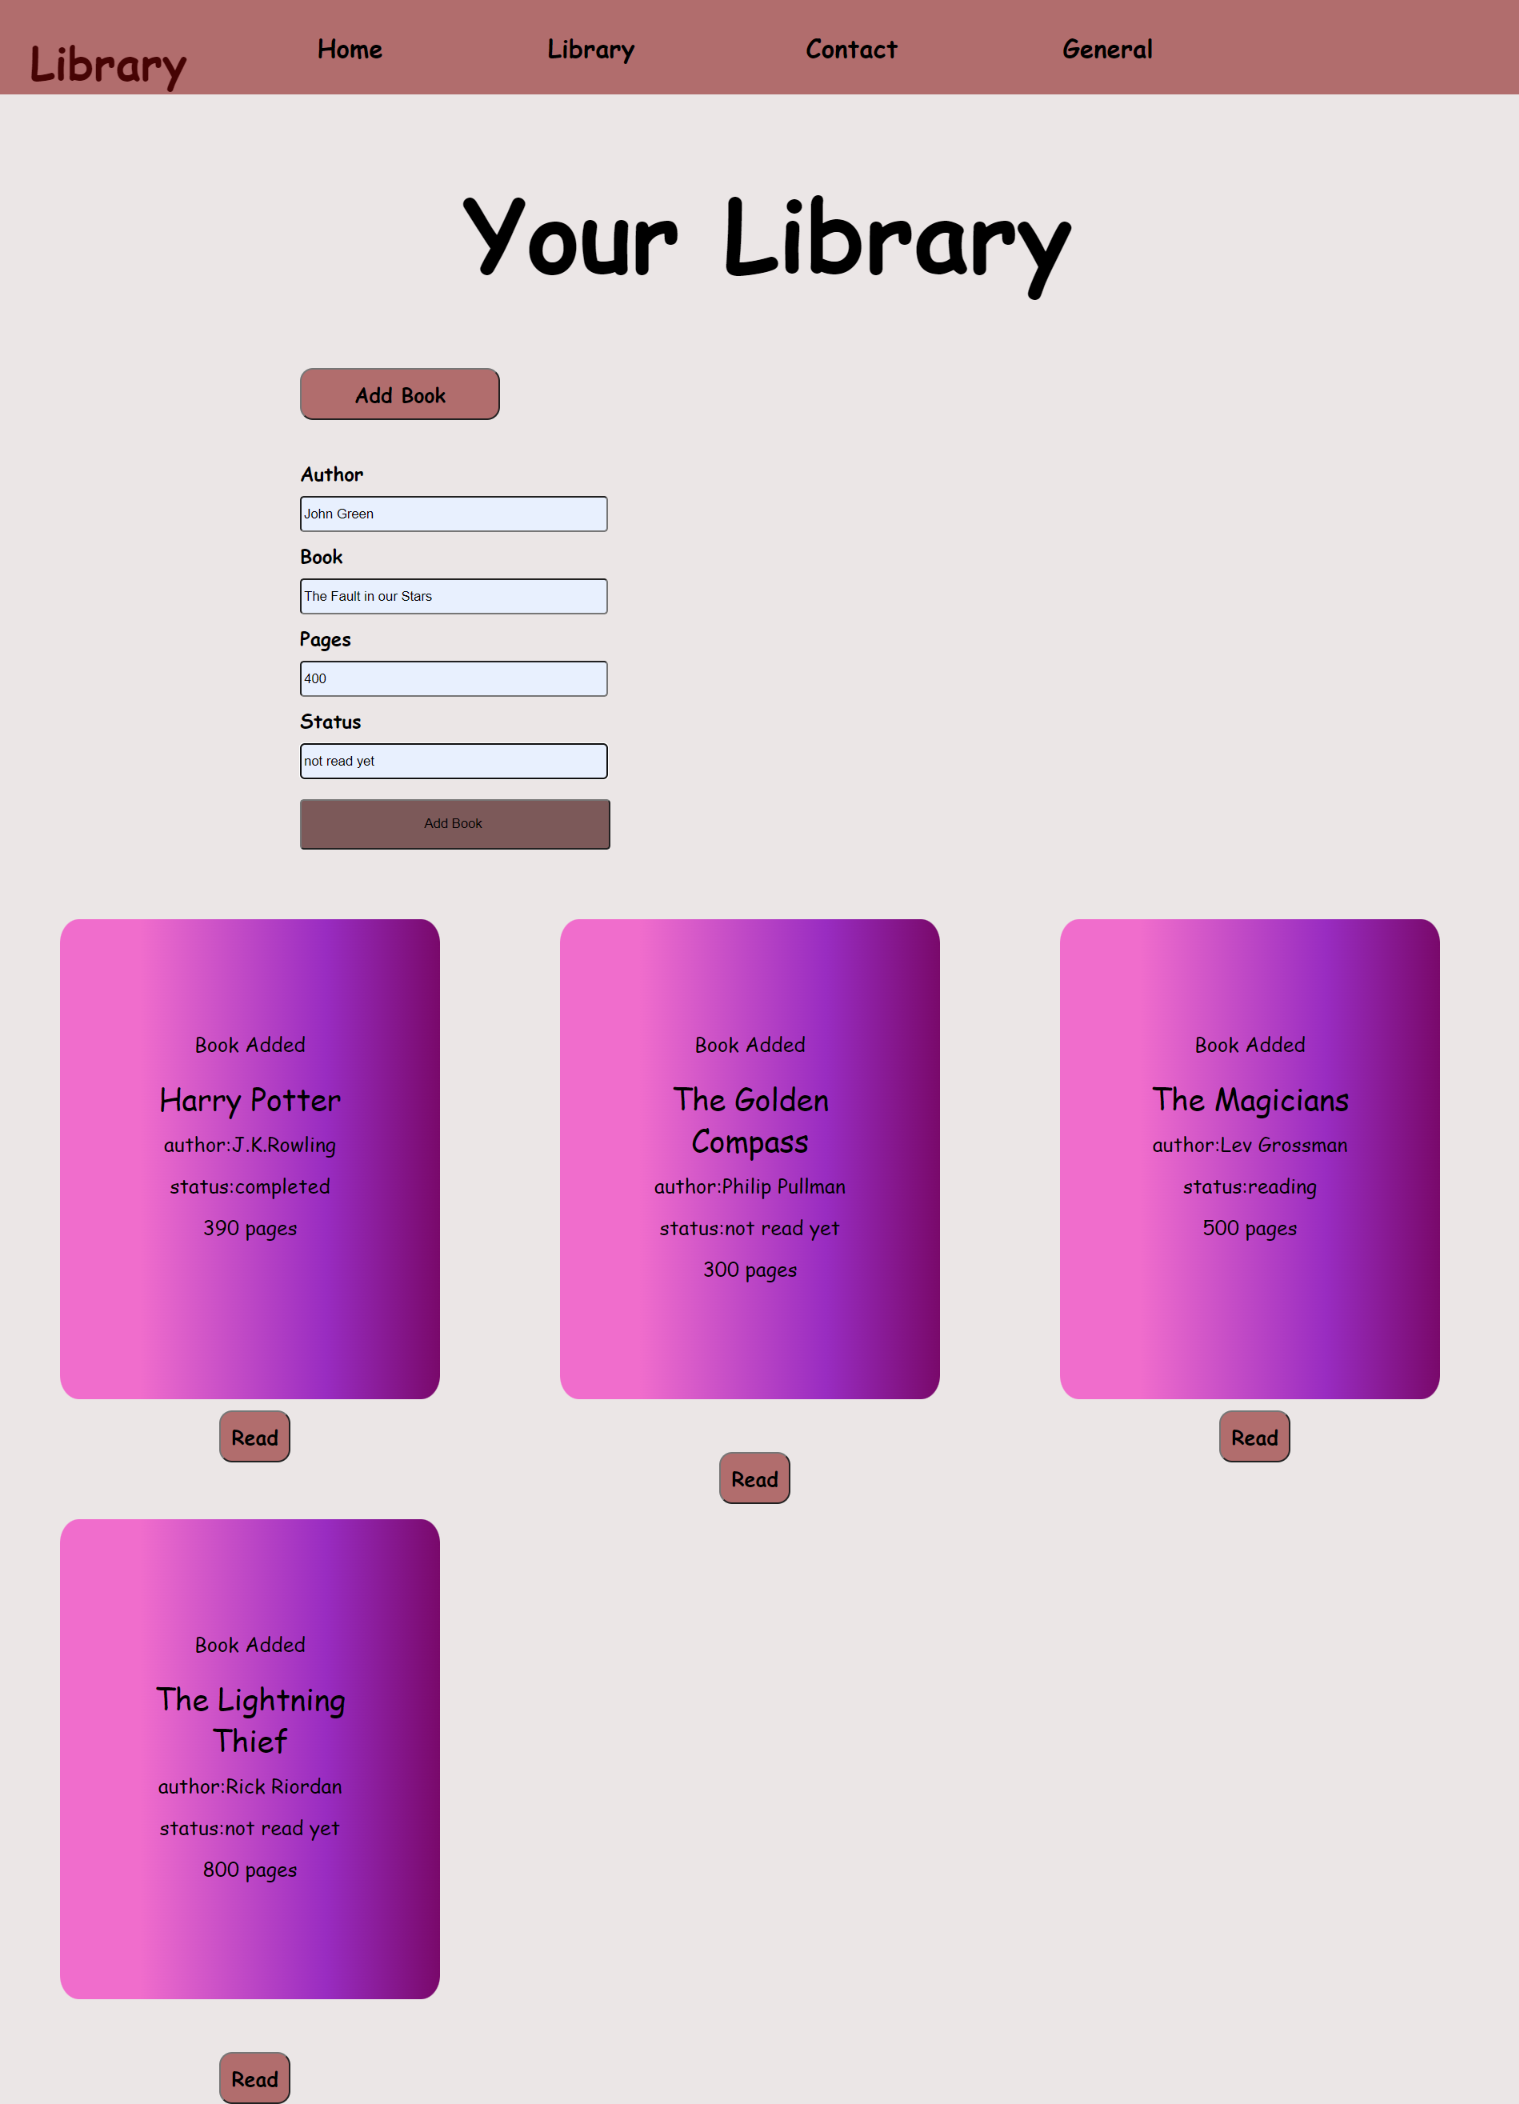 Library
Home
Library
Contact
General
Your Library
Add Book
Author
John Green
Book
The Fault in our Stars
Pages
400
Status
not read yet
Add Book
Book Added
Harry Potter
author:J.K.Rowling
status:completed
390 pages
Read
Book Added
The Golden
Compass
author:Philip Pullman
status:not read yet
300 pages
Read
Book Added
The Magicians
author:Lev Grossman
status:reading
500 pages
Read
Book Added
The Lightning
Thief
author:Rick Riordan
status:not read yet
800 pages
Read